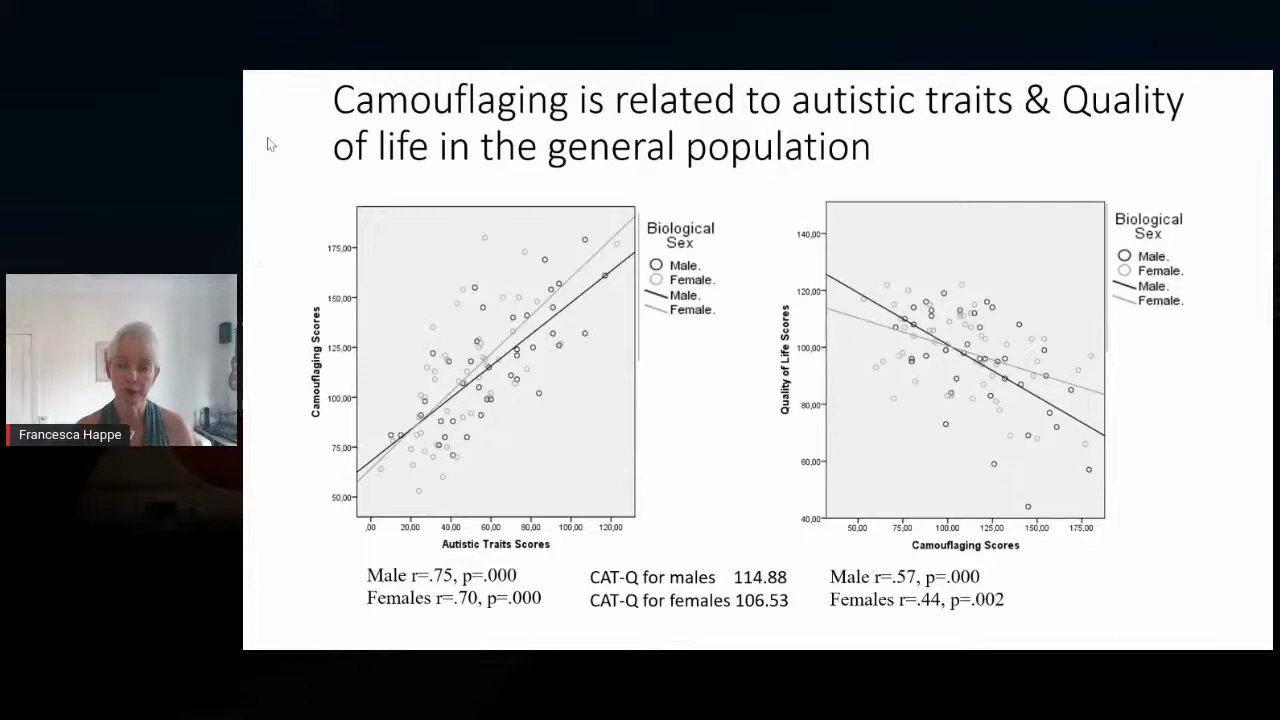 Camouflaging is related to autistic traits & Quality
of life in the general population
Francesca Happe
175,00
150,00
125,00
100,00
75,00
50,00
Camouflaging Scores
,00
20,00
40,00
60,00
80,00
100,00
120,00
Autistic Traits Scores
Biological
Sex
Male.
Female.
Male.
Female.
140,00
120,00
100,00
80,00
60,00
40,00
Quality of Life Scores
50,00
75,00
100,00
125,00
150,00
175,00
Camouflaging Scores
Biological
Sex
Male.
Female.
Male.
Female.
Male r=.75, p=.000
Females r=.70, p=.000
CAT-Q for males 114.88
CAT-Q for females 106.53
Male r=.57, p=.000
Females r=.44, p=.002